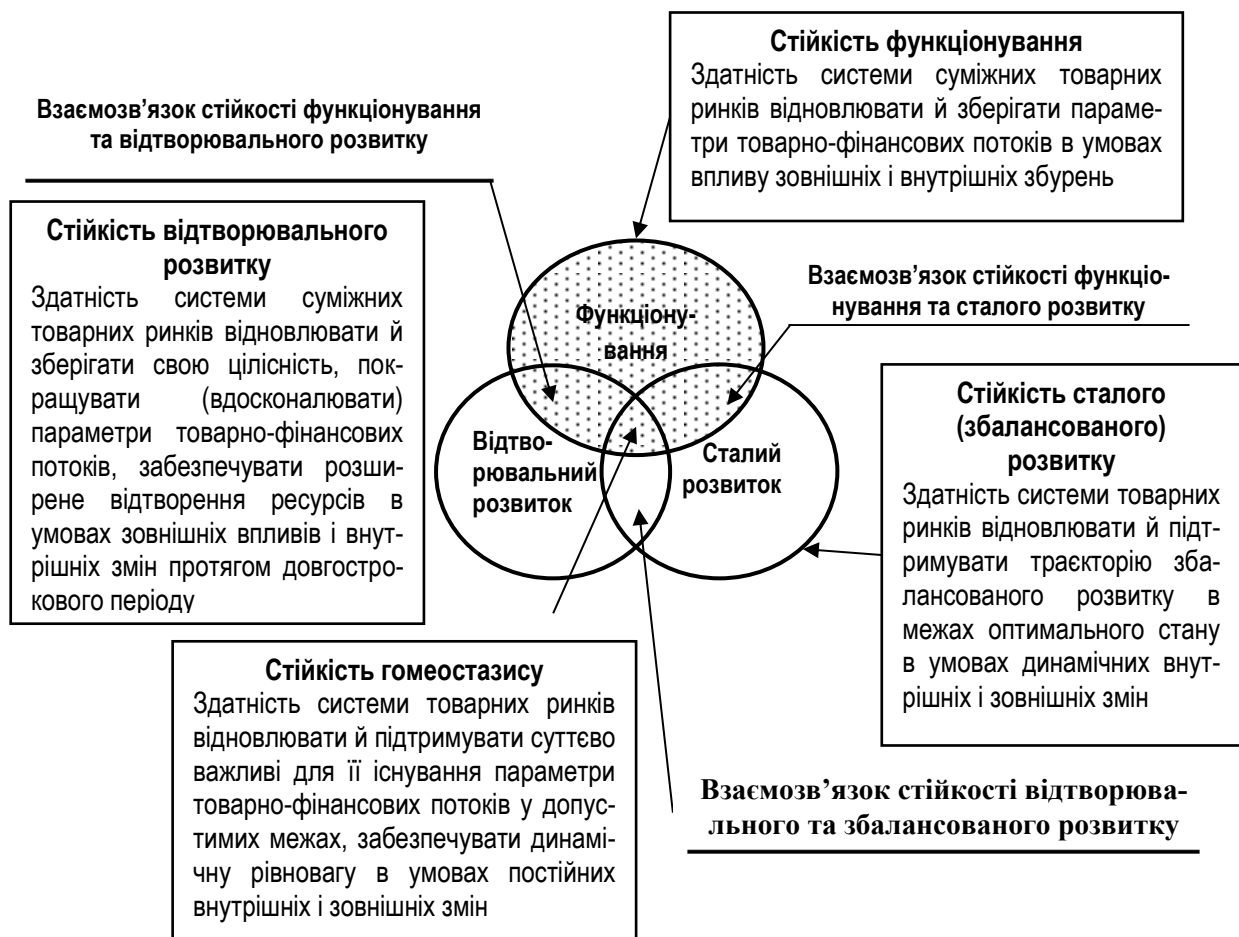 Стійкість функціонування
Здатність системи суміжних товарних
ринків відновлювати й зберігати параме-
три товарно-фінансових потоків в умовах
впливу зовнішніх і внутрішніх збурень
Взаємозв’язок стійкості функціонування
та відтворювального розвитку
Стійкість відтворювального
розвитку
Здатність системи суміжних
товарних ринків відновлювати й
зберігати свою цілісність, пок-
ращувати (вдосконалювати)
параметри товарно-фінансових
потоків, забезпечувати розши-
рене відтворення ресурсів в
умовах зовнішніх впливів і внут-
рішніх змін протягом довгостро-
кового періоду
Взаємозв’язок стійкості функціо-
нування та сталого розвитку
Функціону-
вання
Відтво-
рювальний
розвиток
Сталий
розвиток
Стійкість сталого
(збалансованого)
розвитку
Здатність системи товарних
ринків відновлювати й підт-
римувати траєкторію зба-
лансованого розвитку в
межах оптимального стану
в умовах динамічних внут-
рішніх і зовнішніх змін
Стійкість гомеостазису
Здатність системи товарних ринків
відновлювати й підтримувати суттєво
важливі для її існування параметри
товарно-фінансових потоків у допус-
тимих межах, забезпечувати динамі-
чну рівновагу в умовах постійних
внутрішніх і зовнішніх змін
Взаємозв’язок стійкості відтворюва-
льного та збалансованого розвитку